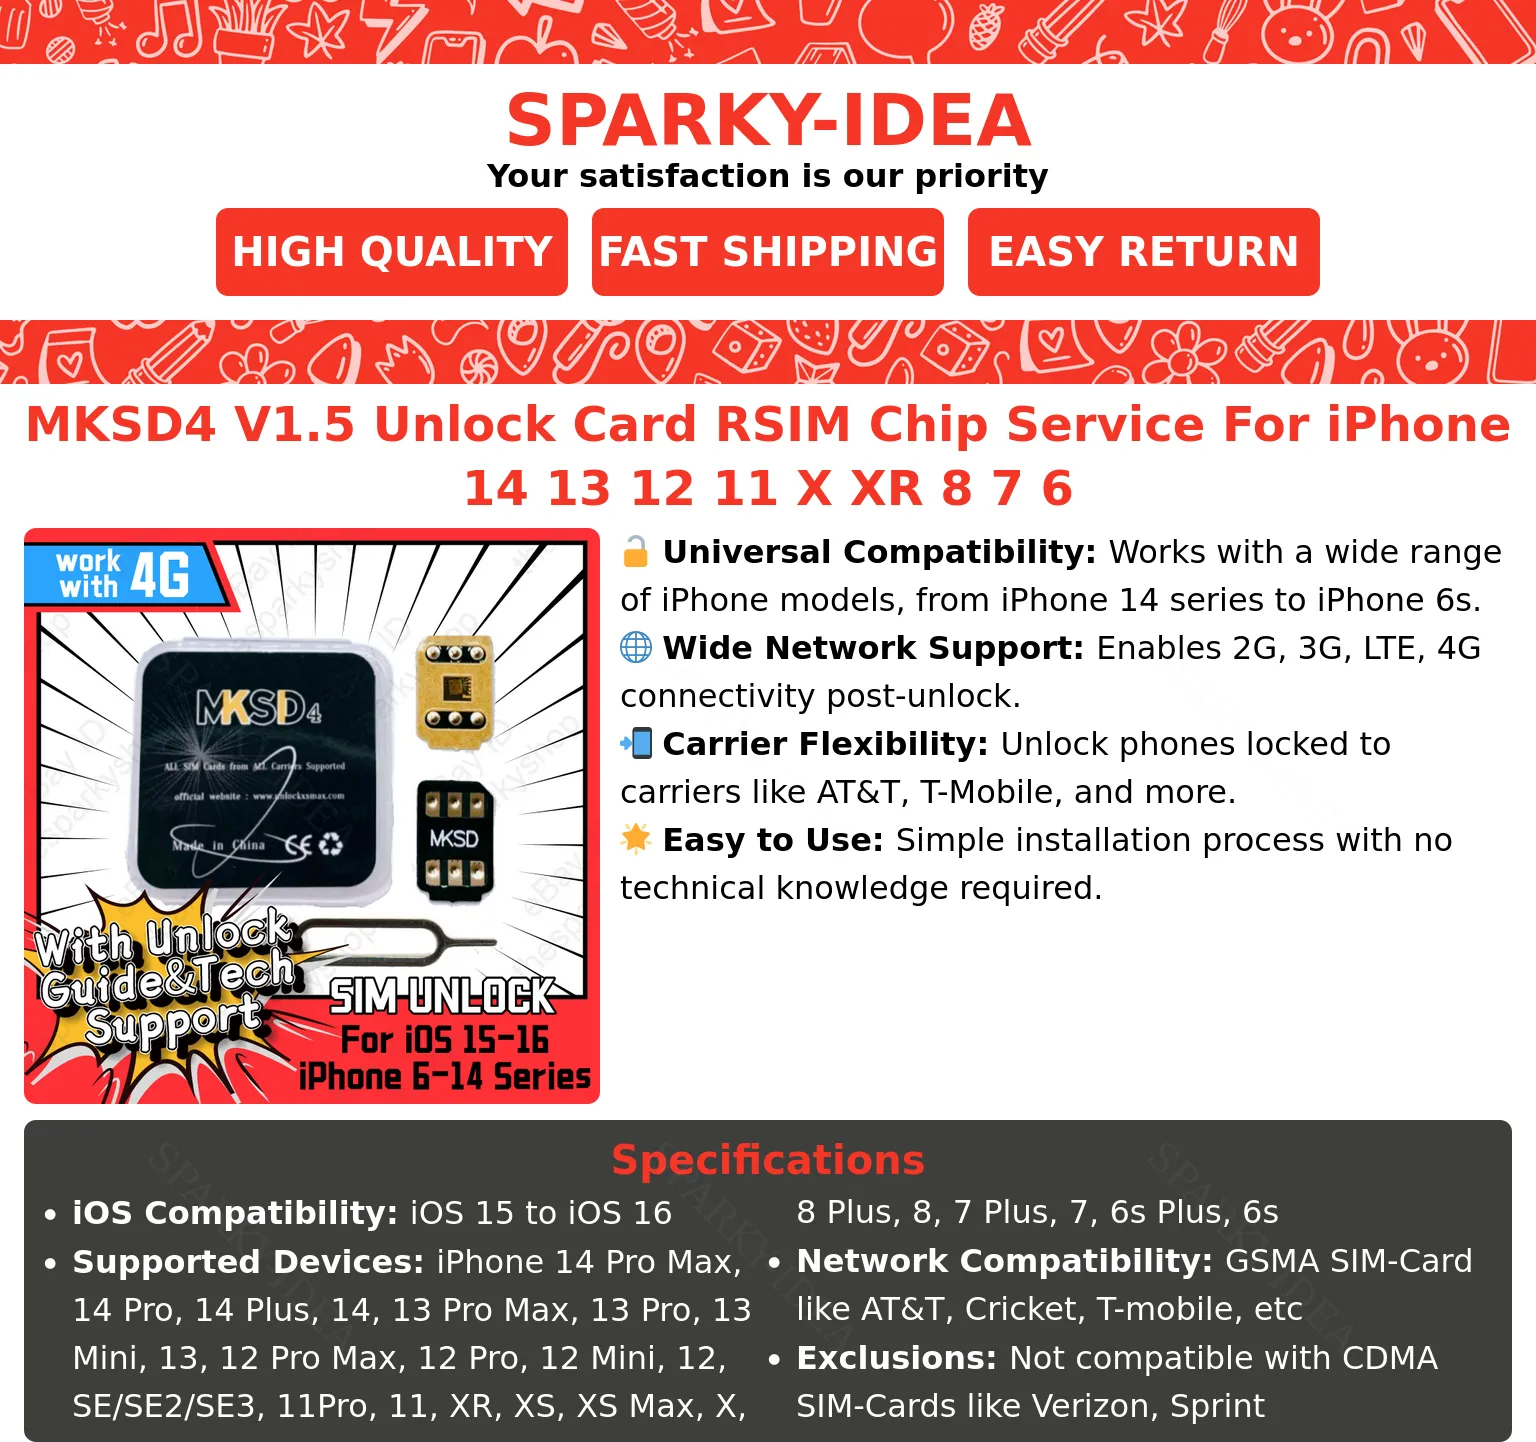 SPARKY-IDEA
Your satisfaction is our priority
HIGH QUALITY
FAST SHIPPING
EASY RETURN
MKSD4 V1.5 Unlock Card RSIM Chip Service For iPhone
14 13 12 11 X XR 8 7 6
work
with 4G
MKSD4
ALL SIM Cards from ALL Carriers Supported
official website : www.unlockxsmax.com
Made in China CE
MKSD
With Unlock
Guide&Tech
Support
SIM UNLOCK
For iOS 15-16
iPhone 6-14 Series
Universal Compatibility: Works with a wide range
of iPhone models, from iPhone 14 series to iPhone 6s.
Wide Network Support: Enables 2G, 3G, LTE, 4G
connectivity post-unlock.
Carrier Flexibility: Unlock phones locked to
carriers like AT&T, T-Mobile, and more.
Easy to Use: Simple installation process with no
technical knowledge required.
Specifications
• iOS Compatibility: iOS 15 to iOS 16
• Supported Devices: iPhone 14 Pro Max,
14 Pro, 14 Plus, 14, 13 Pro Max, 13 Pro, 13
Mini, 13, 12 Pro Max, 12 Pro, 12 Mini, 12,
SE/SE2/SE3, 11Pro, 11, XR, XS, XS Max, X,
8 Plus, 8, 7 Plus, 7, 6s Plus, 6s
• Network Compatibility: GSMA SIM-Card
like AT&T, Cricket, T-mobile, etc
• Exclusions: Not compatible with CDMA
SIM-Cards like Verizon, Sprint
SPARKY-IDEA
SPARKY-IDEA
SPARKY-IDEA